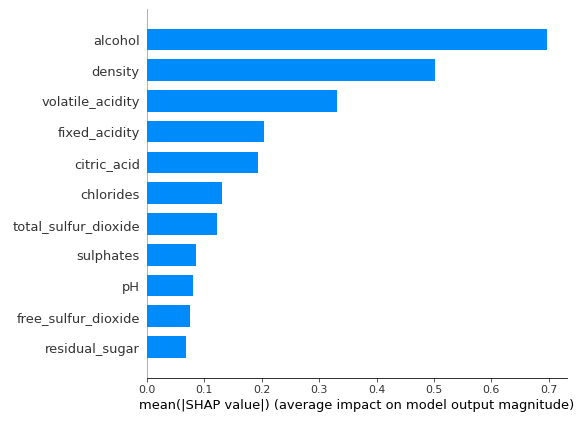 alcohol
density
volatile_acidity
fixed_acidity
citric_acid
chlorides
total_sulfur_dioxide
sulphates
pH
free_sulfur_dioxide
residual_sugar
0.0 0.1 0.2 0.3 0.4 0.5 0.6 0.7
mean(|SHAP value|) (average impact on model output magnitude)